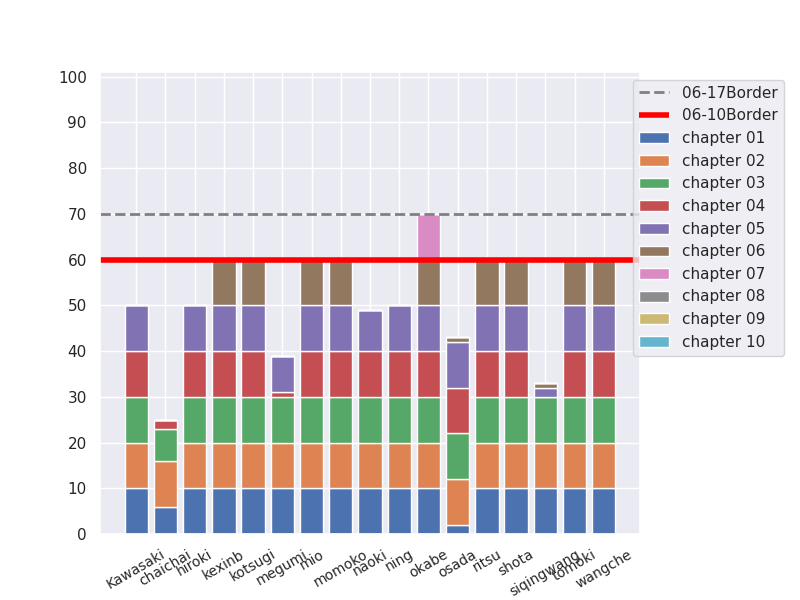 100
90
80
70
60
50
40
30
20
10
0
06-17Border
06-10Border
chapter 01
chapter 02
chapter 03
chapter 04
chapter 05
chapter 06
chapter 07
chapter 08
chapter 09
chapter 10
Kawasaki
chaichai
hiroki
kexinb
kotsugi
megumi
mio
momoko
naoki
ning
okabe
osada
ritsu
shota
siqingwang
tomoki
wangche